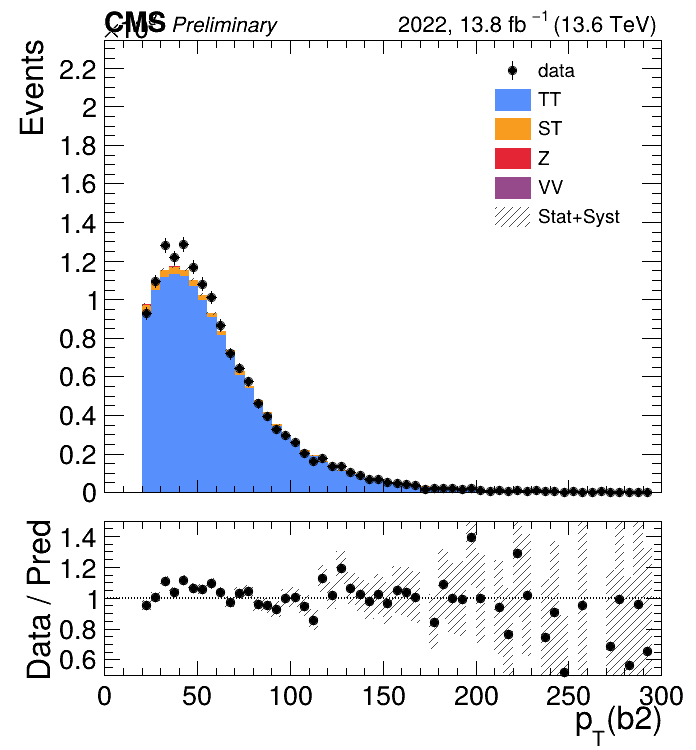 CMS Preliminary 2022, 13.8 fb⁻¹ (13.6 TeV)
Events
2.2
2
1.8
1.6
1.4
1.2
1
0.8
0.6
0.4
0.2
0
data
TT
ST
Z
VV
Stat+Syst
Data / Pred
1.4
1.2
1
0.8
0.6
0 50 100 150 200 250 300
p_T(b2)